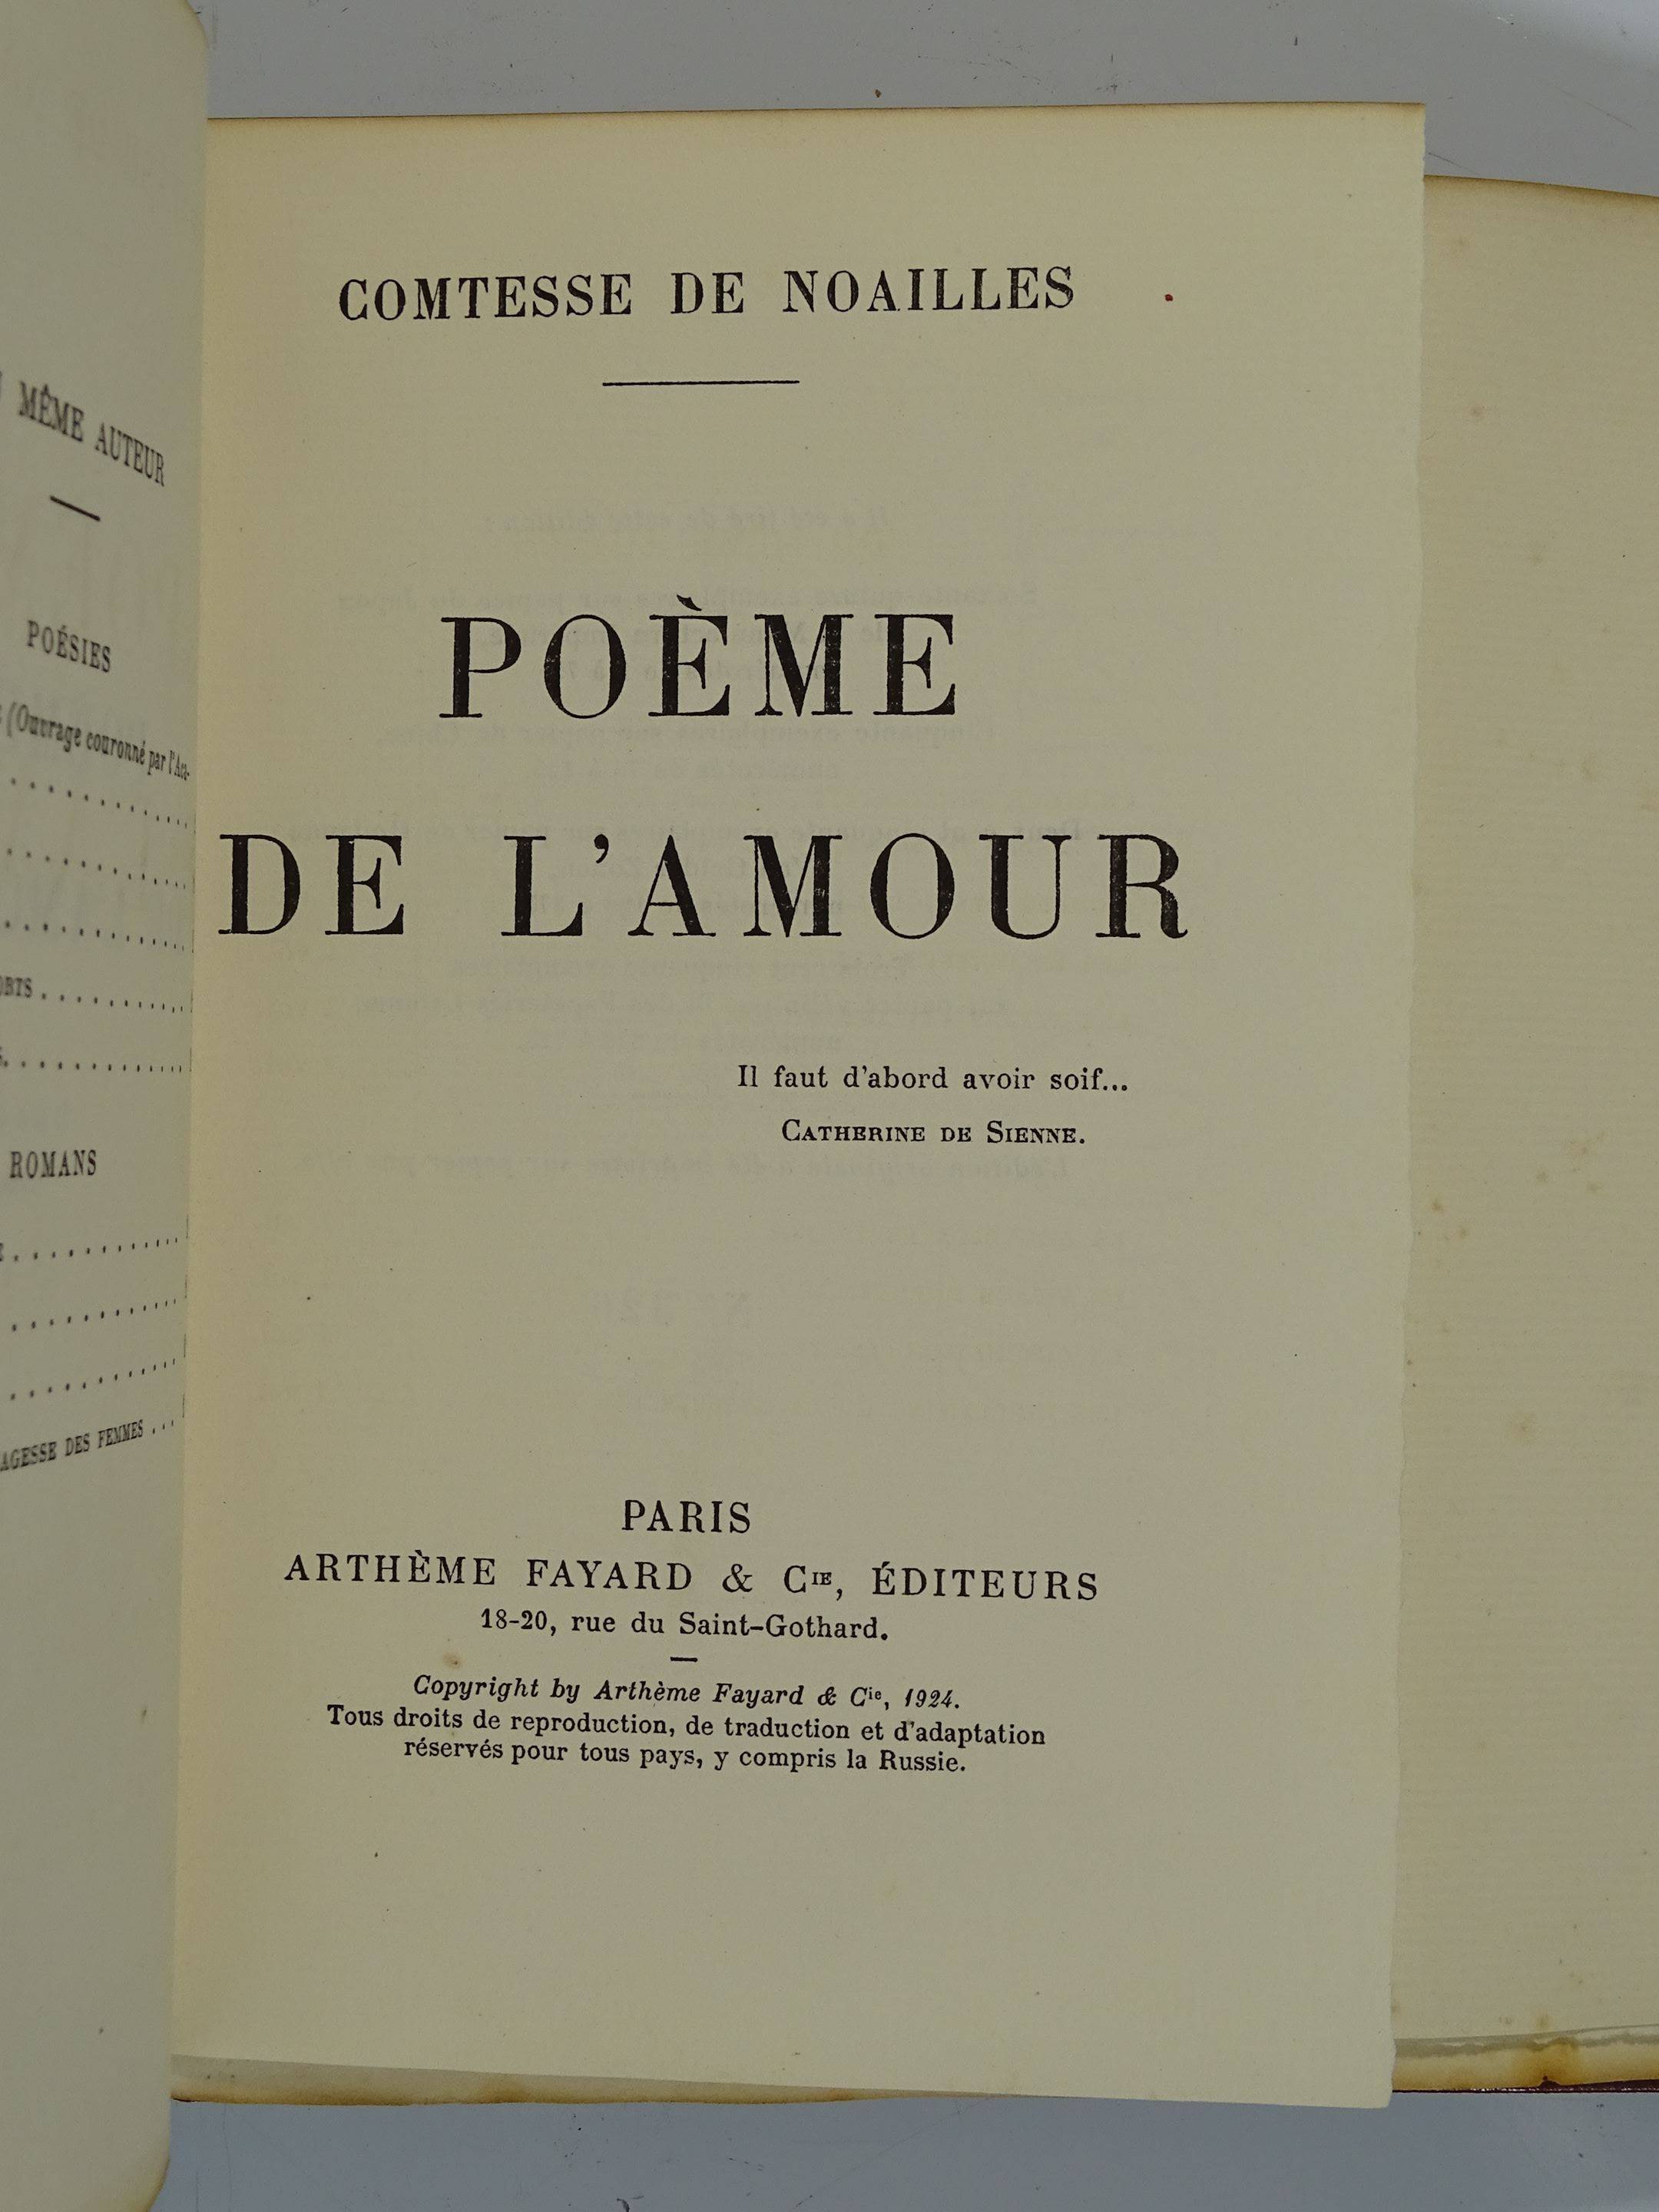 MÊME AUTEUR
POÉSIES
(Ouvrage couronné par l'Aca-
ROMANS
DES FEMMES . . .
COMTESSE DE NOAILLES
POÈME
DE L'AMOUR
Il faut d'abord avoir soif...
CATHERINE DE SIENNE.
PARIS
ARTHÈME FAYARD & CIE, ÉDITEURS
18-20, rue du Saint-Gothard.
Copyright by Arthème Fayard & Cie, 1924.
Tous droits de reproduction, de traduction et d'adaptation
réservés pour tous pays, y compris la Russie.